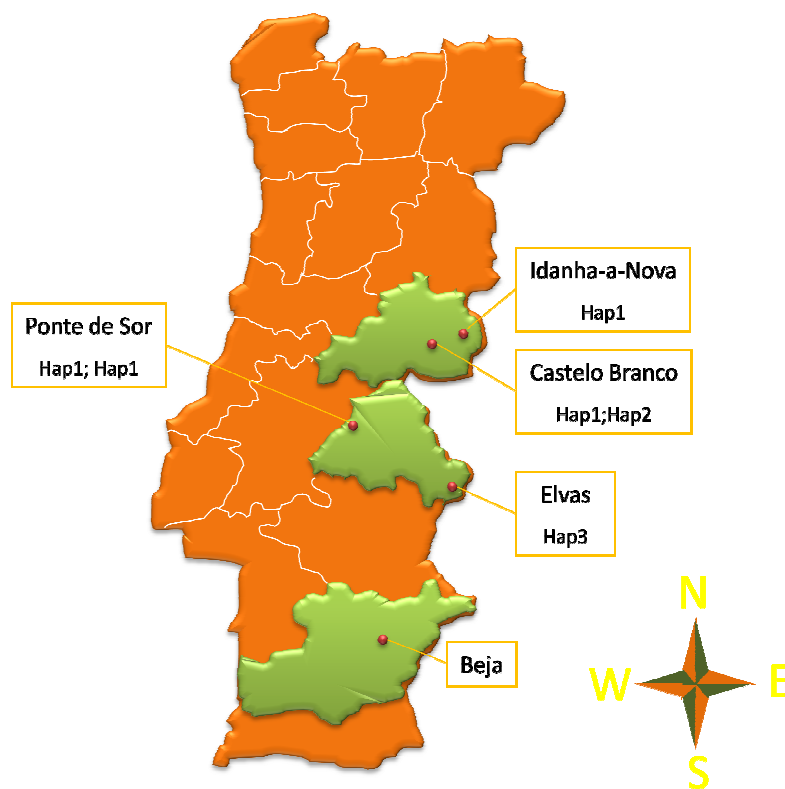 Idanha-a-Nova
Hap1
Ponte de Sor
Hap1; Hap1
Castelo Branco
Hap1;Hap2
Elvas
Hap3
Beja
N
W
E
S